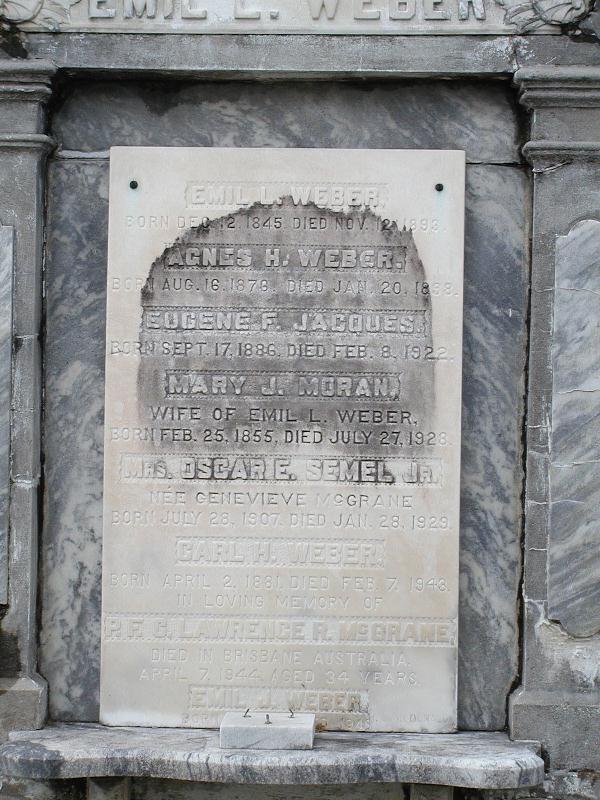 EMIL L. WEBER
EMIL L. WEBER.
BORN DEC. 12. 1845 DIED NOV. 12. 1893.
AGNES H. WEBER.
BORN AUG. 16. 1879. DIED JAN. 20.
EUGENE F. JACQUES.
BORN SEPT. 17. 1886. DIED FEB. 8. 1922.
MARY J. MORAN.
WIFE OF EMIL L. WEBER.
BORN FEB. 25. 1855. DIED JULY 27. 1928.
MRS. OSCAR E. SEMEL JR.
NEE GENEVIEVE MCGRANE
BORN JULY 28. 1907. DIED JAN. 28. 1929.
CARL H. WEBER.
BORN APRIL 2. 1881. DIED FEB. 7. 1943.
IN LOVING MEMORY OF
P.F.C. LAWRENCE R. MCGRANE.
DIED IN BRISBANE AUSTRALIA.
APRIL 7. 1944. AGED 34 YEARS.
EMIL J. WEBER
BORN